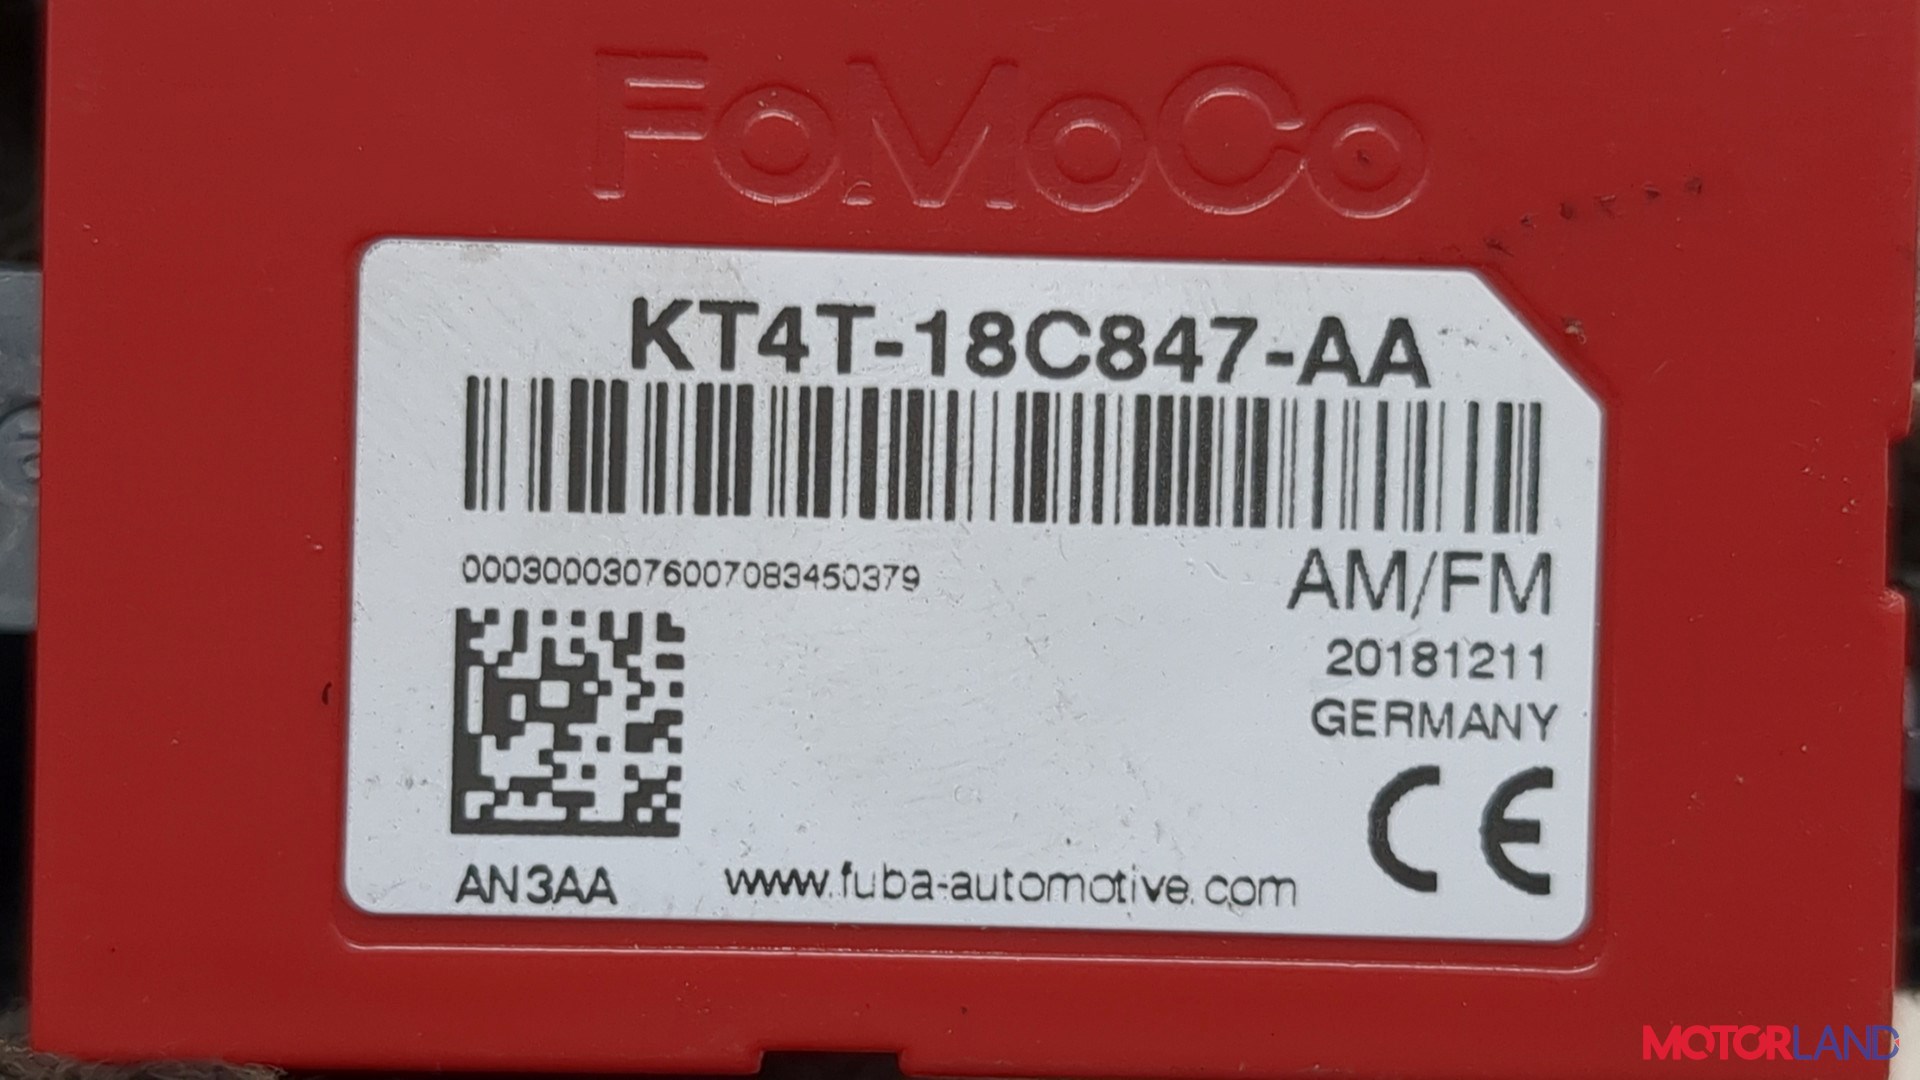 FoMoCo
KT4T-18C847-AA
00030003076007083450379
AM/FM
20181211
GERMANY
CE
AN3AA
www.fuba-automotive.com
MOTORLAND